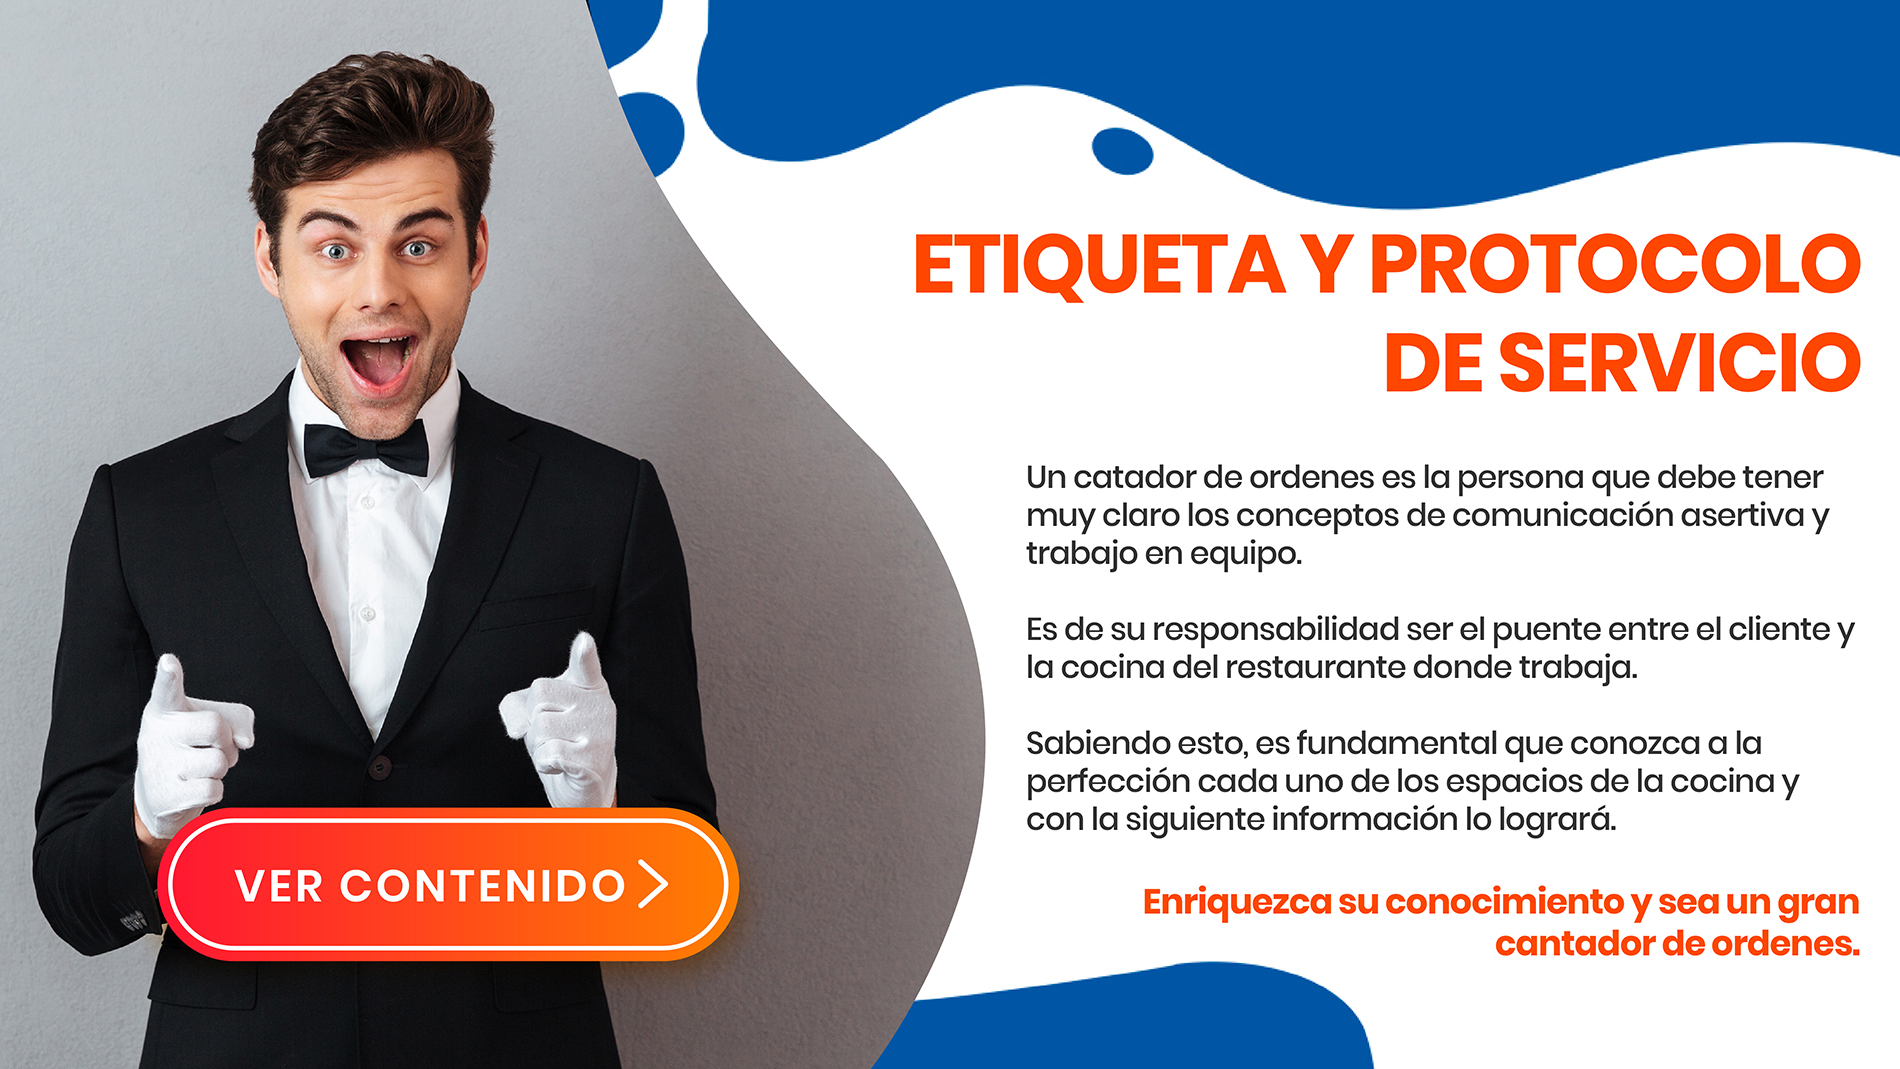 ETIQUETA Y PROTOCOLO
DE SERVICIO
Un catador de ordenes es la persona que debe tener
muy claro los conceptos de comunicación asertiva y
trabajo en equipo.
Es de su responsabilidad ser el puente entre el cliente y
la cocina del restaurante donde trabaja.
Sabiendo esto, es fundamental que conozca a la
perfección cada uno de los espacios de la cocina y
con la siguiente información lo logrará.
Enriquezca su conocimiento y sea un gran
cantador de ordenes.
VER CONTENIDO